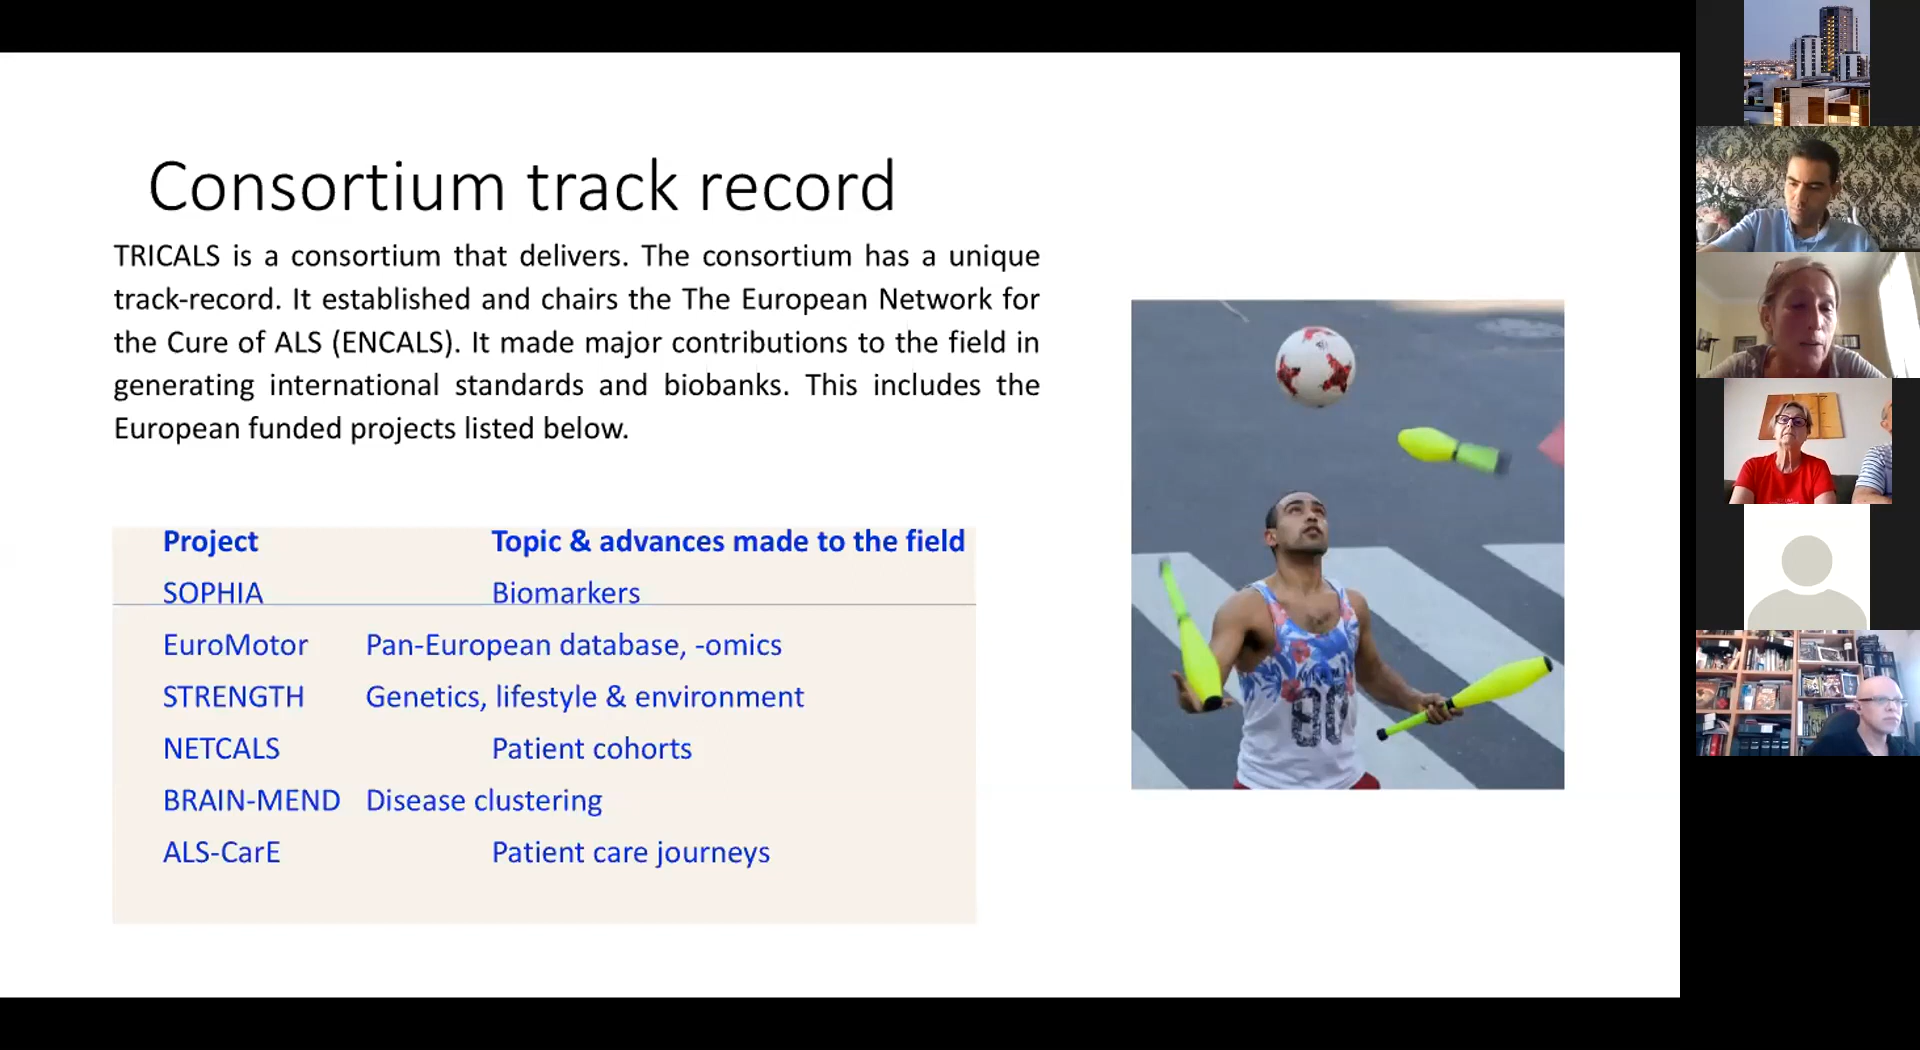 Consortium track record
TRICALS is a consortium that delivers. The consortium has a unique
track-record. It established and chairs the The European Network for
the Cure of ALS (ENCALS). It made major contributions to the field in
generating international standards and biobanks. This includes the
European funded projects listed below.
Project Topic & advances made to the field
SOPHIA Biomarkers
EuroMotor Pan-European database, -omics
STRENGTH Genetics, lifestyle & environment
NETCALS Patient cohorts
BRAIN-MEND Disease clustering
ALS-CarE Patient care journeys